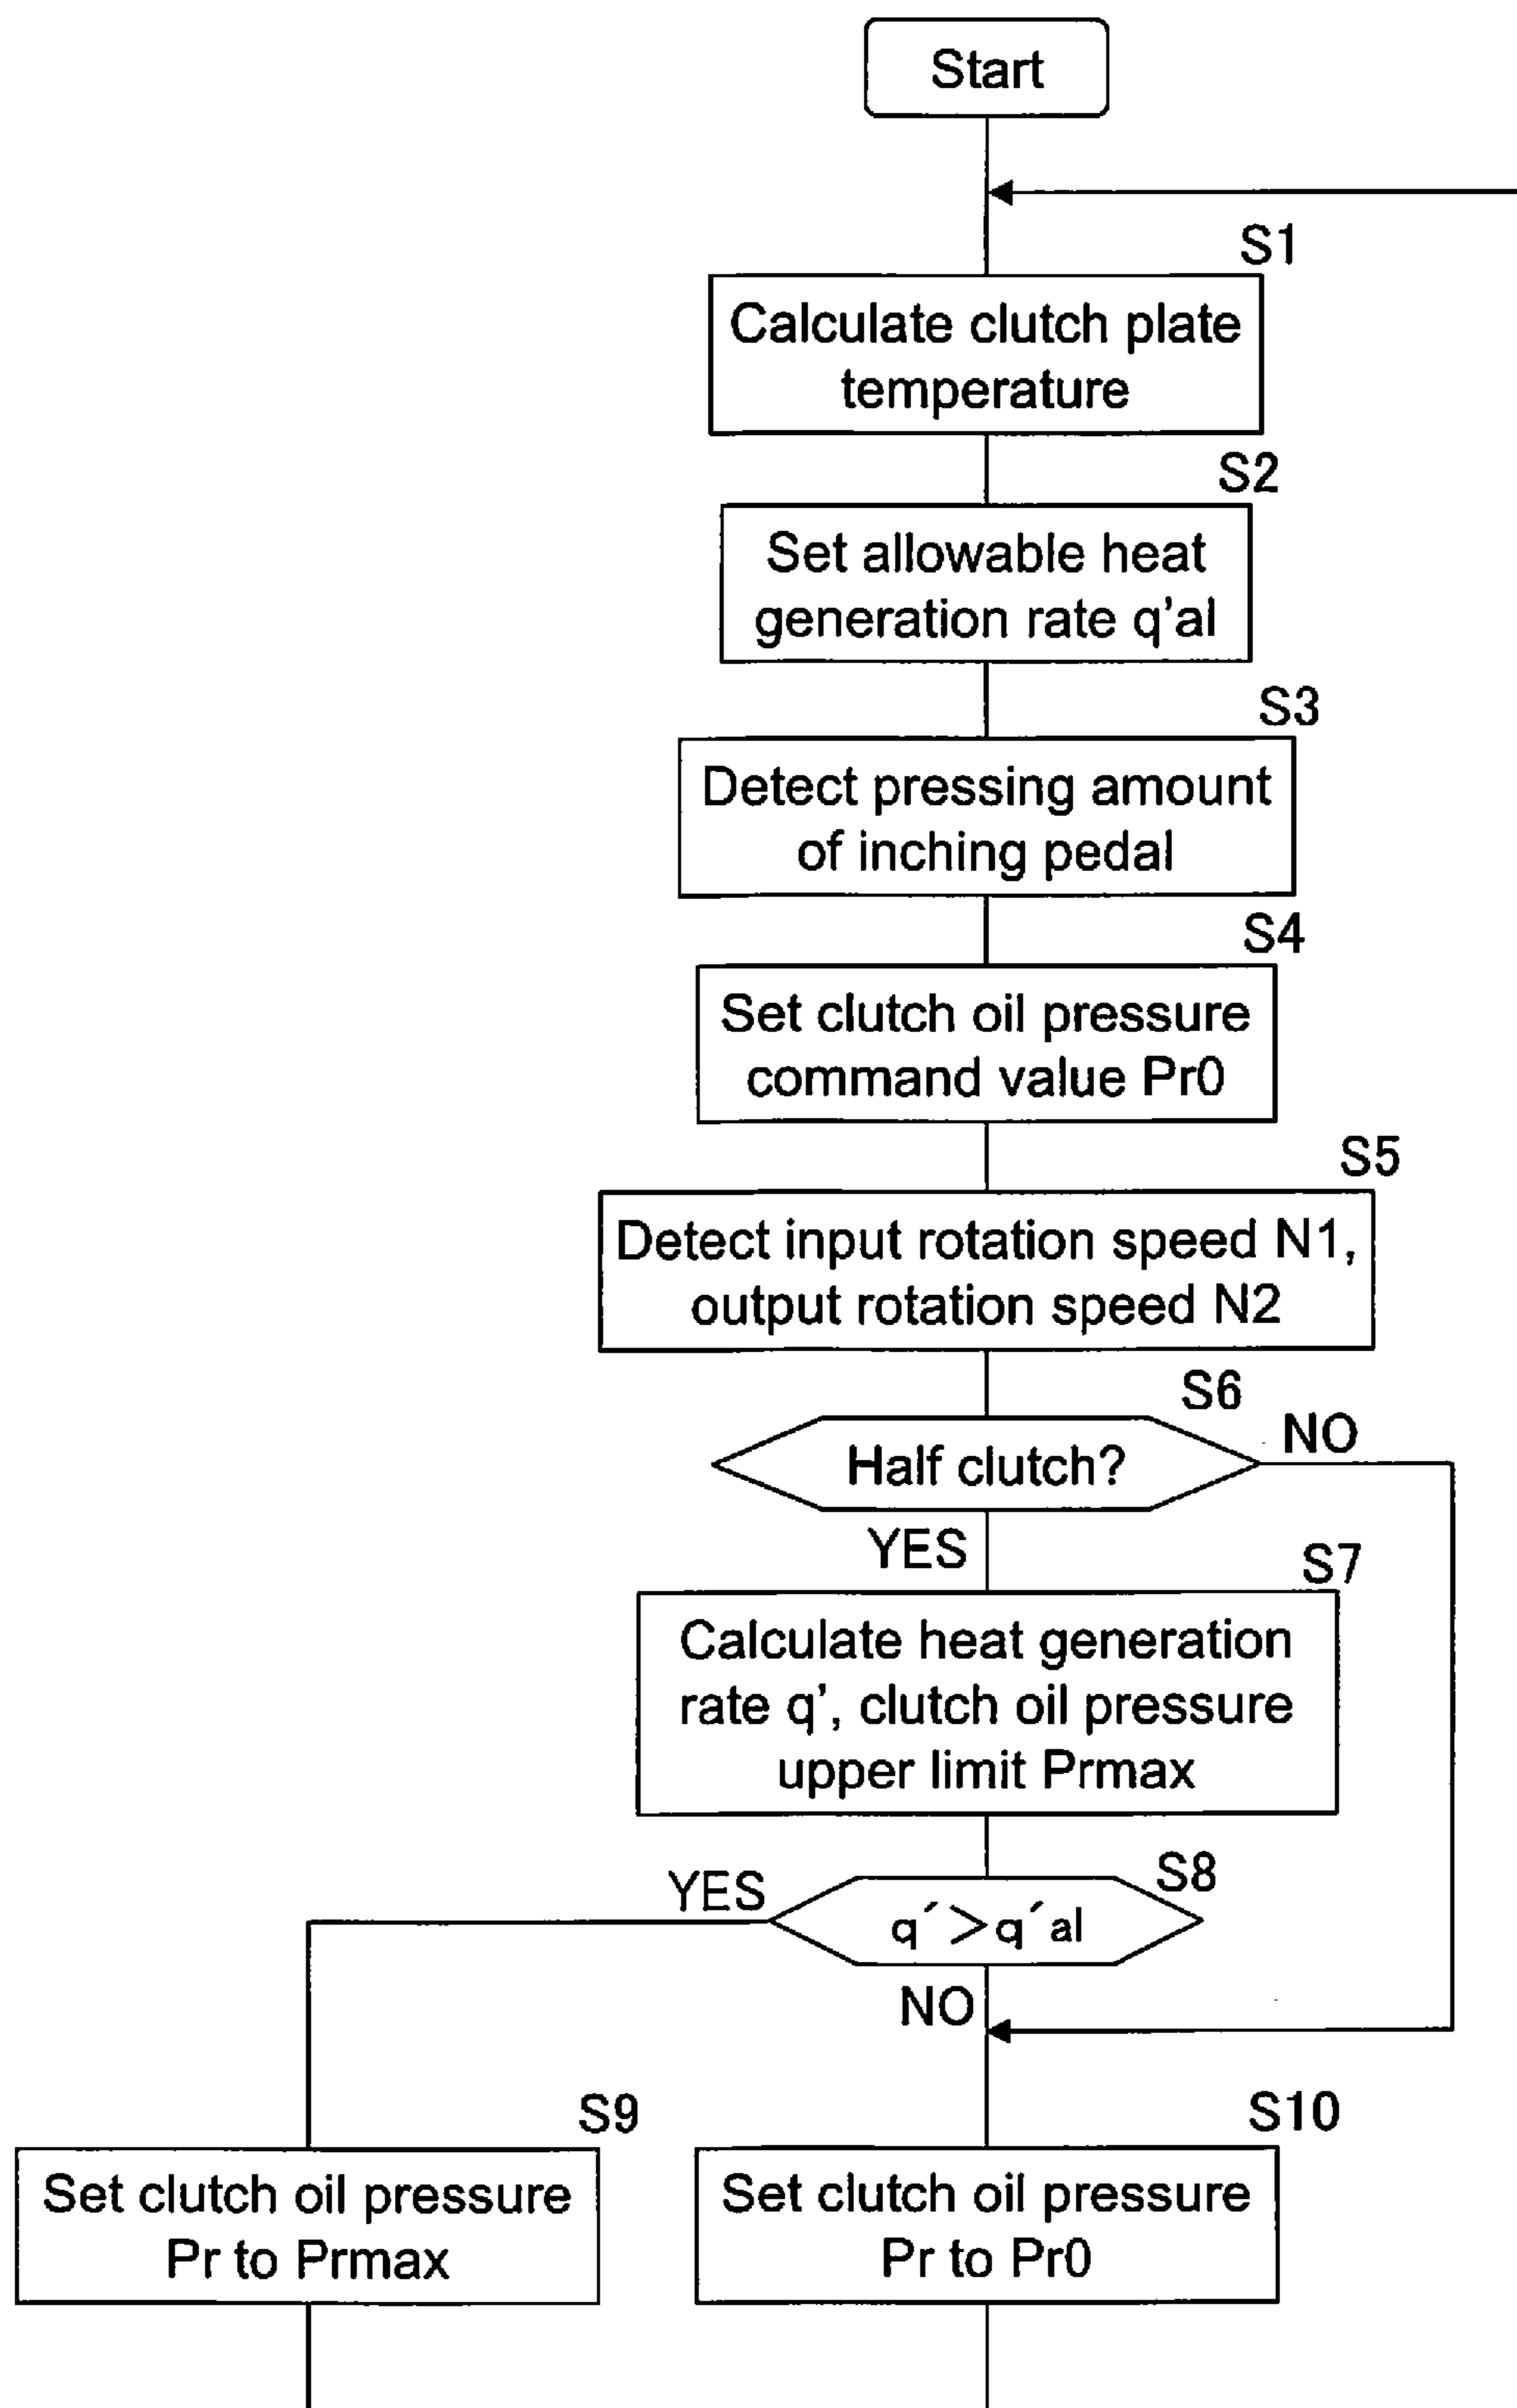 Start
S1
Calculate clutch plate
temperature
S2
Set allowable heat
generation rate q’al
S3
Detect pressing amount
of inching pedal
S4
Set clutch oil pressure
command value Pr0
S5
Detect input rotation speed N1,
output rotation speed N2
S6
Half clutch?
NO
YES
S7
Calculate heat generation
rate q’, clutch oil pressure
upper limit Prmax
S8
YES
q´>q´al
NO
S9
Set clutch oil pressure
Pr to Prmax
S10
Set clutch oil pressure
Pr to Pr0